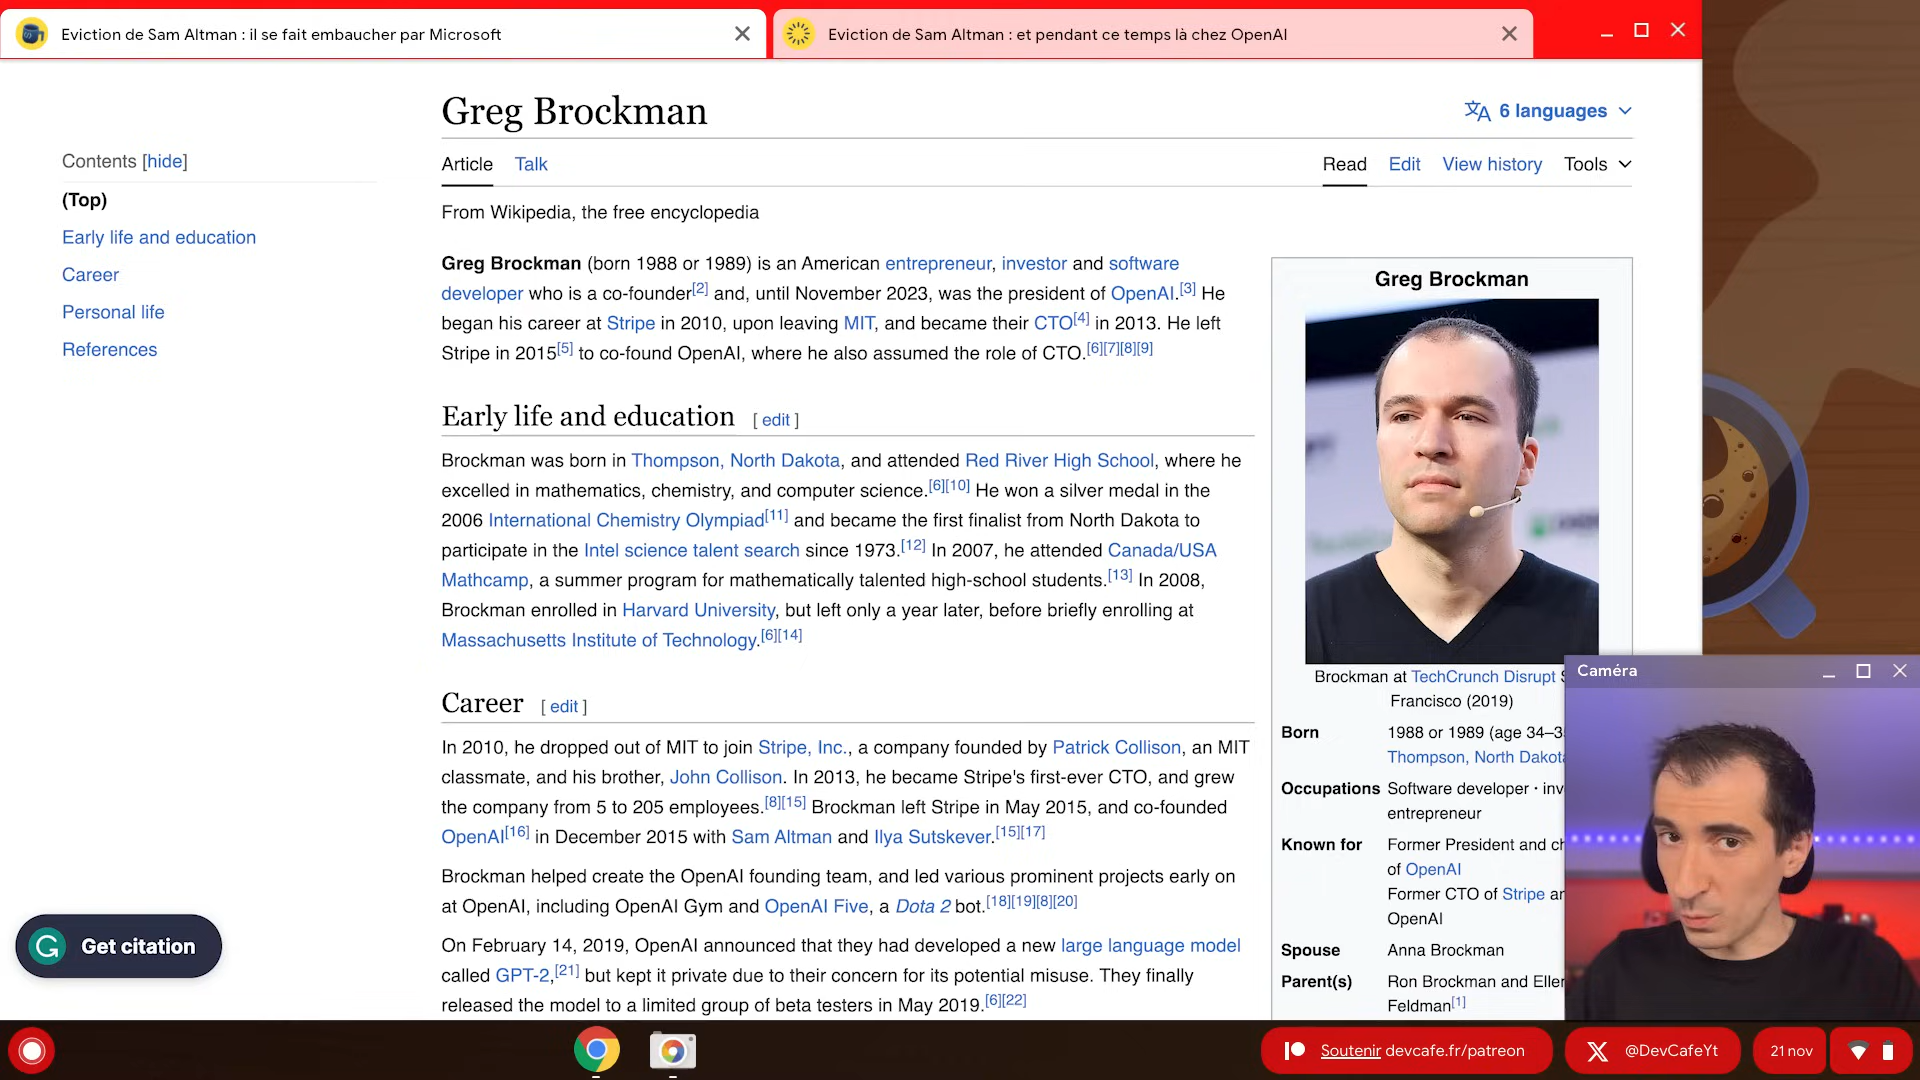 Eviction de Sam Altman : il se fait embaucher par Microsoft
Eviction de Sam Altman : et pendant ce temps là chez OpenAI
Greg Brockman
6 languages
Contents [hide]
(Top)
Early life and education
Career
Personal life
References
Article Talk
Read Edit View history Tools
From Wikipedia, the free encyclopedia
Greg Brockman (born 1988 or 1989) is an American entrepreneur, investor and software
developer who is a co-founder[2] and, until November 2023, was the president of OpenAI.[3] He
began his career at Stripe in 2010, upon leaving MIT, and became their CTO[4] in 2013. He left
Stripe in 2015[5] to co-found OpenAI, where he also assumed the role of CTO.[6][7][8][9]
Early life and education [ edit ]
Brockman was born in Thompson, North Dakota, and attended Red River High School, where he
excelled in mathematics, chemistry, and computer science.[6][10] He won a silver medal in the
2006 International Chemistry Olympiad[11] and became the first finalist from North Dakota to
participate in the Intel science talent search since 1973.[12] In 2007, he attended Canada/USA
Mathcamp, a summer program for mathematically talented high-school students.[13] In 2008,
Brockman enrolled in Harvard University, but left only a year later, before briefly enrolling at
Massachusetts Institute of Technology.[6][14]
Career [ edit ]
In 2010, he dropped out of MIT to join Stripe, Inc., a company founded by Patrick Collison, an MIT
classmate, and his brother, John Collison. In 2013, he became Stripe's first-ever CTO, and grew
the company from 5 to 205 employees.[8][15] Brockman left Stripe in May 2015, and co-founded
OpenAI[16] in December 2015 with Sam Altman and Ilya Sutskever.[15][17]
Brockman helped create the OpenAI founding team, and led various prominent projects early on
at OpenAI, including OpenAI Gym and OpenAI Five, a Dota 2 bot.[18][19][8][20]
On February 14, 2019, OpenAI announced that they had developed a new large language model
called GPT-2,[21] but kept it private due to their concern for its potential misuse. They finally
released the model to a limited group of beta testers in May 2019.[6][22]
Greg Brockman
Brockman at TechCrunch Disrupt
Francisco (2019)
Born 1988 or 1989 (age 34–
Thompson, North Dakota
Occupations Software developer · inv
entrepreneur
Known for Former President and ch
of OpenAI
Former CTO of Stripe an
OpenAI
Spouse Anna Brockman
Parent(s) Ron Brockman and Ellen
Feldman[1]
Caméra
Get citation
Soutenir devcafe.fr/patreon
@DevCafeYt
21 nov